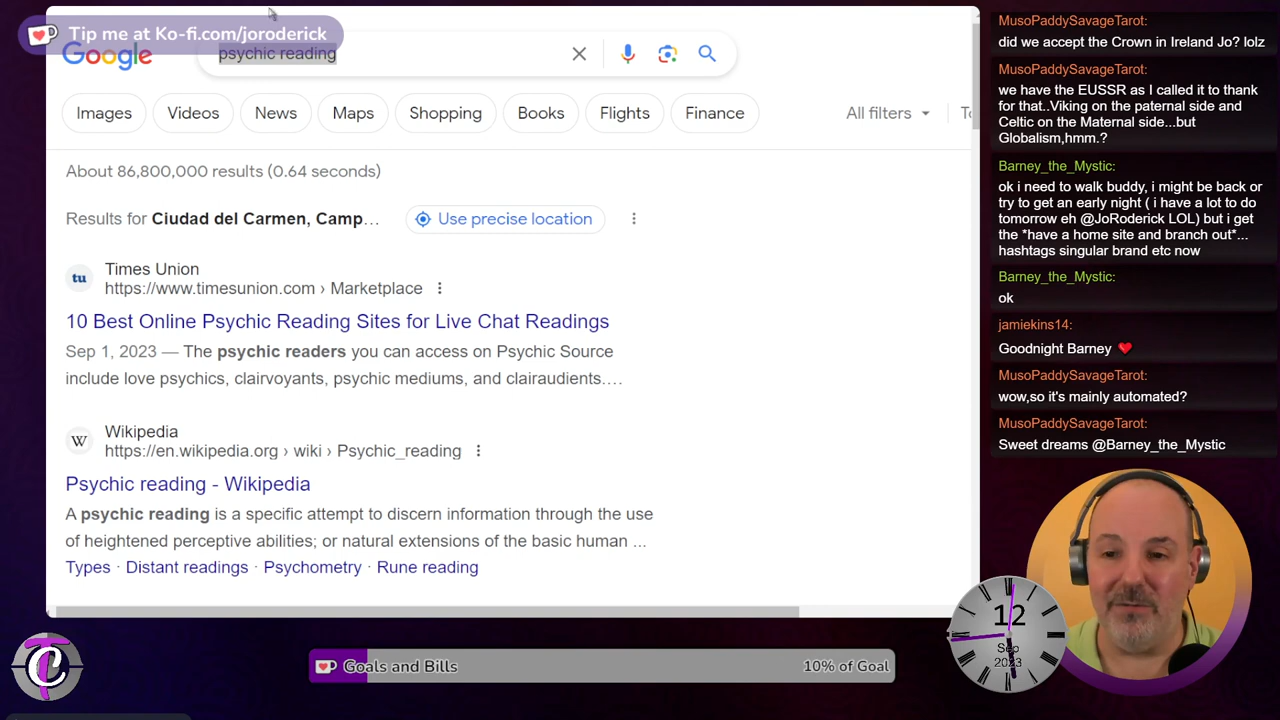 Tip me at Ko-fi.com/joroderick
Google
psychic reading
Images
Videos
News
Maps
Shopping
Books
Flights
Finance
All filters
To
About 86,800,000 results (0.64 seconds)
Results for Ciudad del Carmen, Camp...
Use precise location
tu
Times Union
https://www.timesunion.com › Marketplace
10 Best Online Psychic Reading Sites for Live Chat Readings
Sep 1, 2023 — The psychic readers you can access on Psychic Source
include love psychics, clairvoyants, psychic mediums, and clairaudients....
W
Wikipedia
https://en.wikipedia.org › wiki › Psychic_reading
Psychic reading - Wikipedia
A psychic reading is a specific attempt to discern information through the use
of heightened perceptive abilities; or natural extensions of the basic human ...
Types · Distant readings · Psychometry · Rune reading
MusoPaddySavageTarot:
did we accept the Crown in Ireland Jo? lolz
MusoPaddySavageTarot:
we have the EUSSR as I called it to thank
for that..Viking on the paternal side and
Celtic on the Maternal side...but
Globalism,hmm.?
Barney_the_Mystic:
ok i need to walk buddy, i might be back or
try to get an early night ( i have a lot to do
tomorrow eh @JoRoderick LOL) but i get
the *have a home site and branch out*...
hashtags singular brand etc now
Barney_the_Mystic:
ok
jamiekins14:
Goodnight Barney ❤️
MusoPaddySavageTarot:
wow,so it's mainly automated?
MusoPaddySavageTarot:
Sweet dreams @Barney_the_Mystic
12
Sep
2023
TC
Goals and Bills
10% of Goal